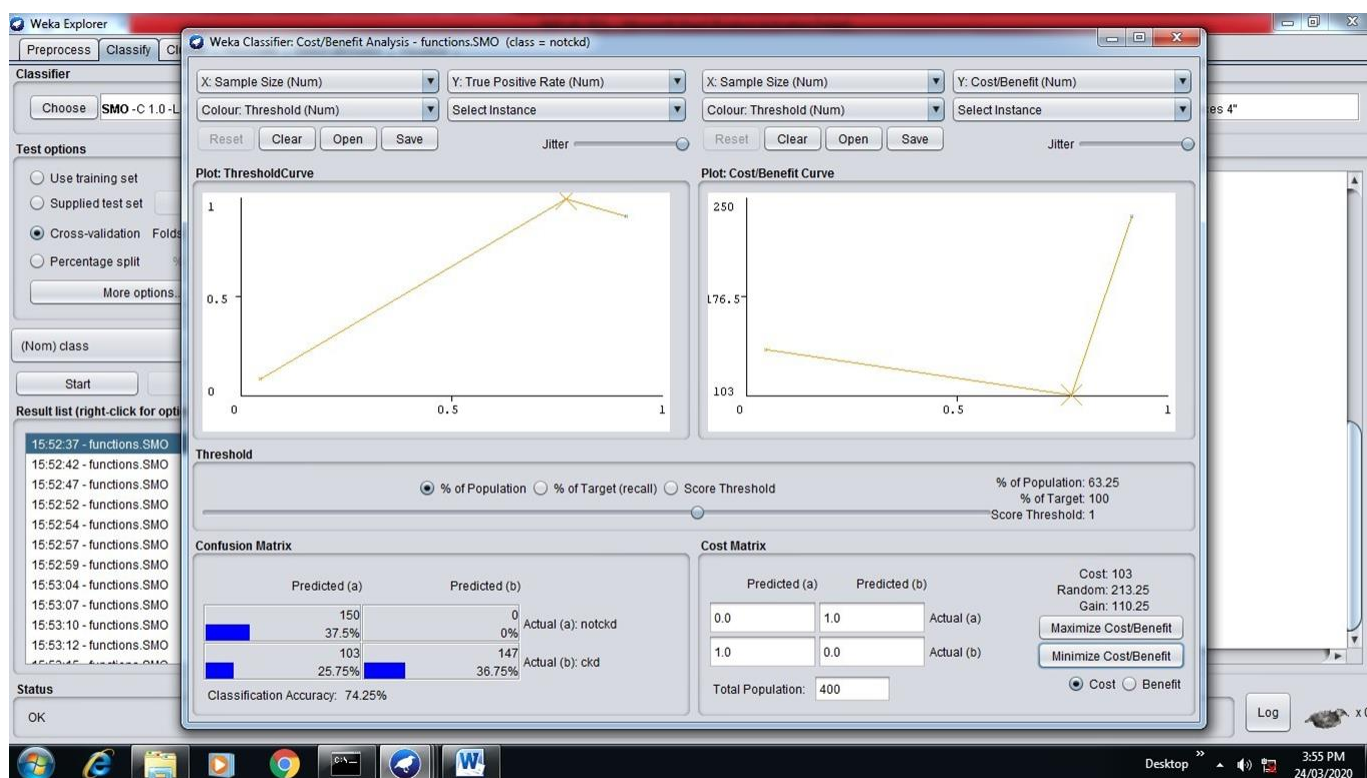 Weka Explorer
Preprocess Classify
Classifier
Choose SMO -C 1.0 -L
4"
Test options
Use training set
Supplied test set
Cross-validation Folds
Percentage split %
More options..
(Nom) class
Start
Result list (right-click for opti
15:52:37 - functions.SMO
15:52:42 - functions.SMO
15:52:47 - functions.SMO
15:52:52 - functions.SMO
15:52:54 - functions.SMO
15:52:57 - functions.SMO
15:52:59 - functions.SMO
15:53:04 - functions.SMO
15:53:07 - functions.SMO
15:53:10 - functions.SMO
15:53:12 - functions.SMO
Status
OK
Weka Classifier: Cost/Benefit Analysis - functions.SMO (class = notckd)
X: Sample Size (Num) Y: True Positive Rate (Num)
Colour: Threshold (Num) Select Instance
Reset Clear Open Save Jitter
Plot: ThresholdCurve
1
0.5
0
0 0.5 1
X: Sample Size (Num) Y: Cost/Benefit (Num)
Colour: Threshold (Num) Select Instance
Reset Clear Open Save Jitter
Plot: Cost/Benefit Curve
250
176.5
103
0 0.5 1
Threshold
% of Population % of Target (recall) Score Threshold
% of Population: 63.25
% of Target: 100
Score Threshold: 1
Confusion Matrix
Predicted (a) Predicted (b)
150 0 Actual (a): notckd
37.5% 0%
103 147 Actual (b): ckd
25.75% 36.75%
Classification Accuracy: 74.25%
Cost Matrix
Predicted (a) Predicted (b)
0.0 1.0 Actual (a)
1.0 0.0 Actual (b)
Total Population: 400
Cost: 103
Random: 213.25
Gain: 110.25
Maximize Cost/Benefit
Minimize Cost/Benefit
Cost Benefit
Log x 0
Desktop » 3:55 PM
24/03/2020